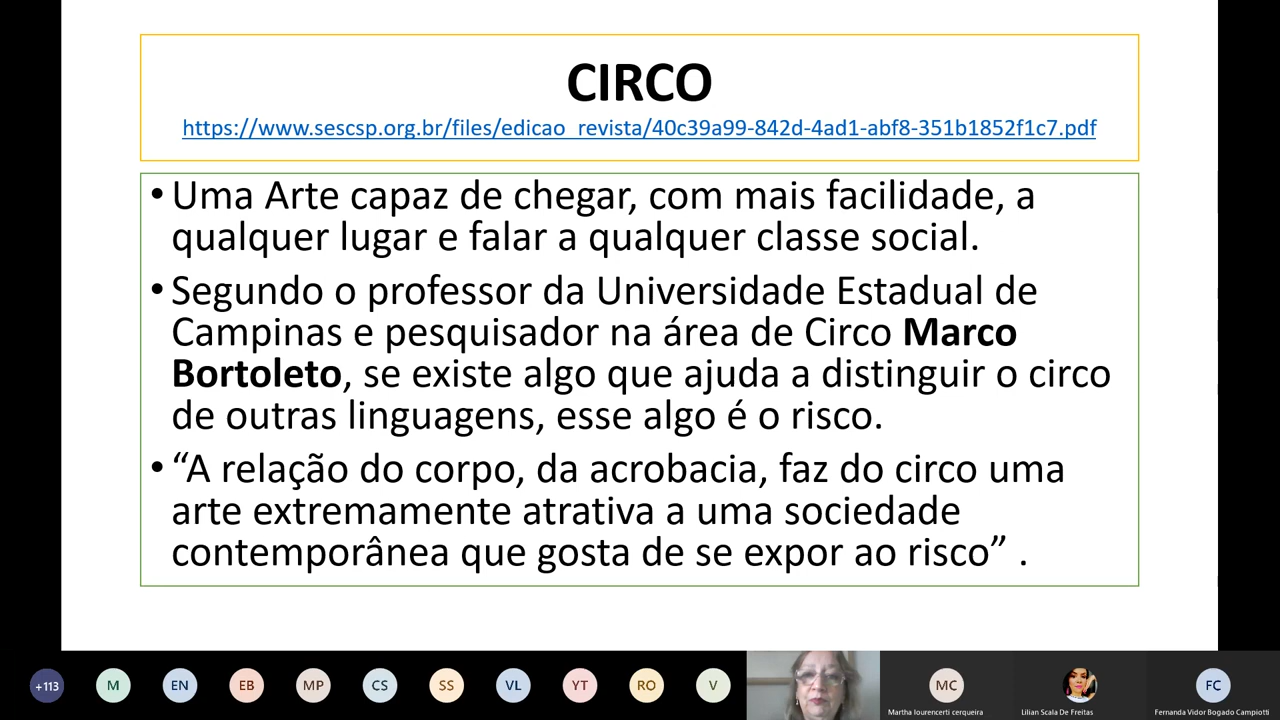 CIRCO
https://www.sescsp.org.br/files/edicao_revista/40c39a99-842d-4ad1-abf8-351b1852f1c7.pdf
• Uma Arte capaz de chegar, com mais facilidade, a
qualquer lugar e falar a qualquer classe social.
• Segundo o professor da Universidade Estadual de
Campinas e pesquisador na área de Circo Marco
Bortoleto, se existe algo que ajuda a distinguir o circo
de outras linguagens, esse algo é o risco.
• “A relação do corpo, da acrobacia, faz do circo uma
arte extremamente atrativa a uma sociedade
contemporânea que gosta de se expor ao risco” .
+113 M EN EB MP CS SS VL YT RO V MC FC
Martha lourencerti cerqueira Lilian Scala De Freitas Fernanda Vidor Bogado Campiotti